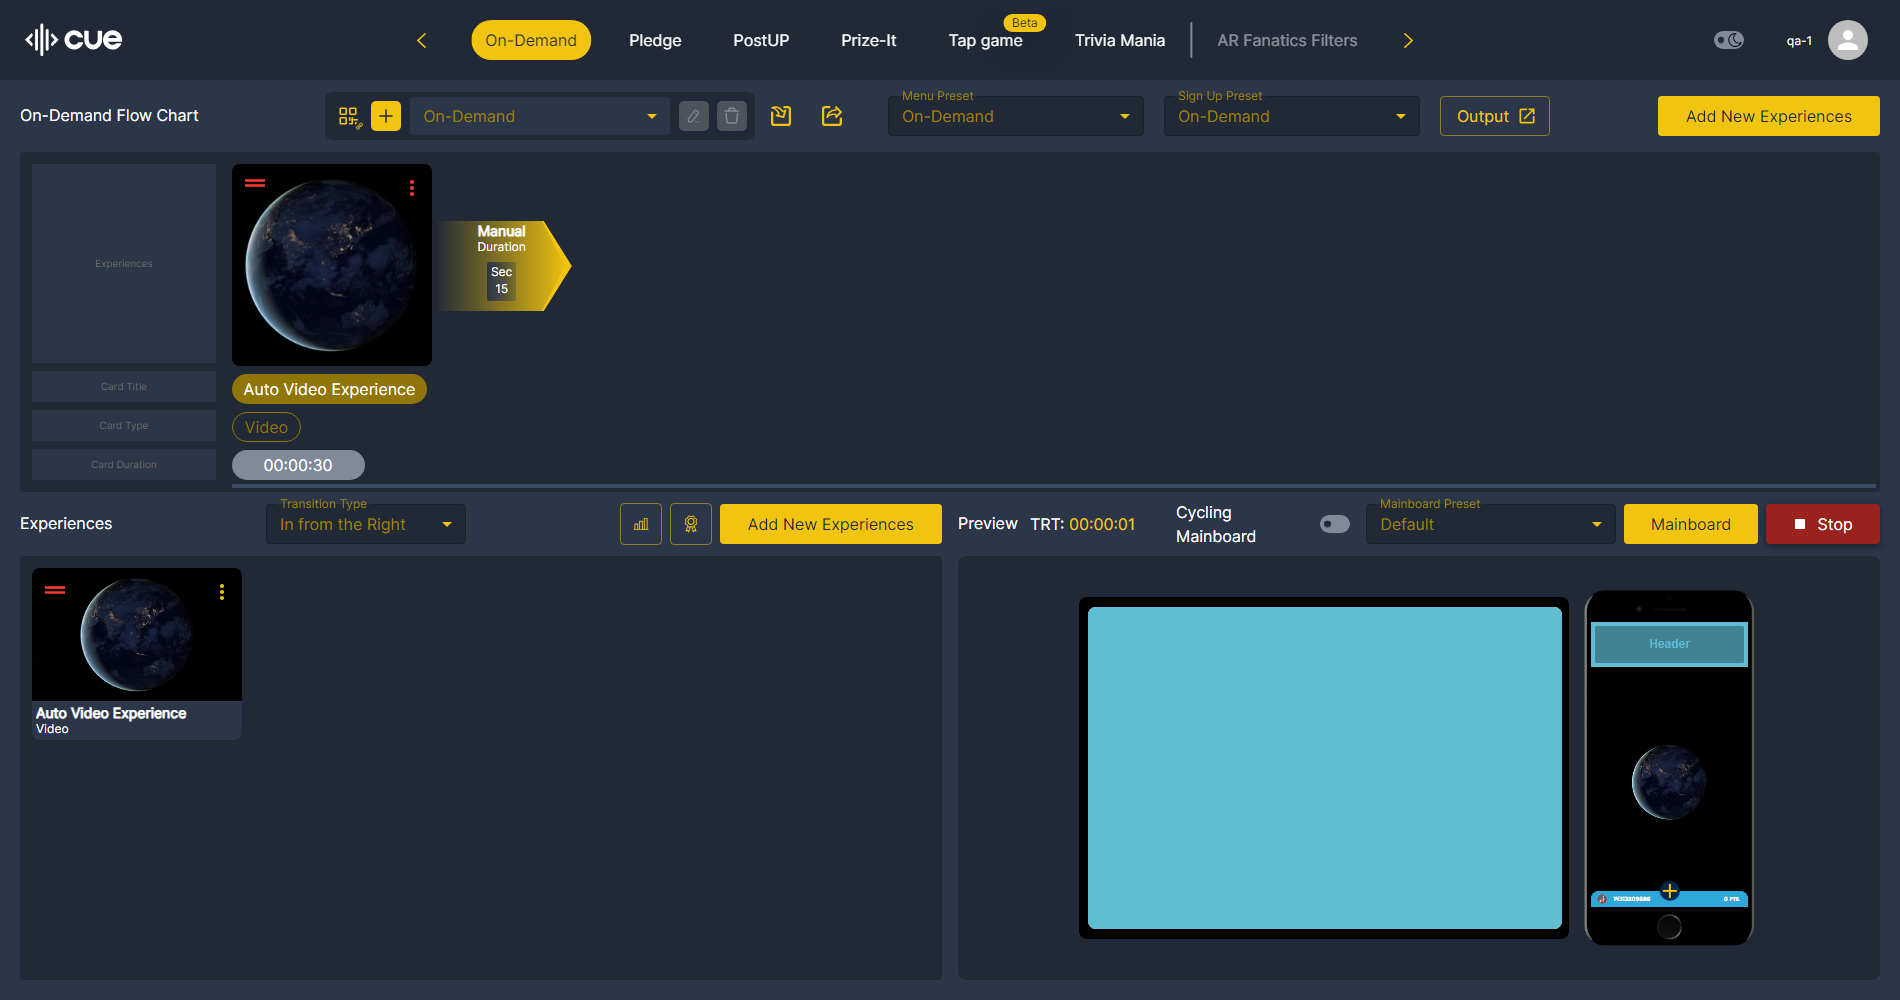 cue
On-Demand
Pledge
PostUP
Prize-It
Beta
Tap game
Trivia Mania
AR Fanatics Filters
qa-1
On-Demand Flow Chart
On-Demand
Menu Preset
On-Demand
Sign Up Preset
On-Demand
Output
Add New Experiences
Experiences
Manual
Duration
Sec
15
Card Title
Auto Video Experience
Card Type
Video
Card Duration
00:00:30
Experiences
Transition Type
In from the Right
Add New Experiences
Preview
TRT: 00:00:01
Cycling
Mainboard
Mainboard Preset
Default
Mainboard
Stop
Auto Video Experience
Video
Header
0 PTS.